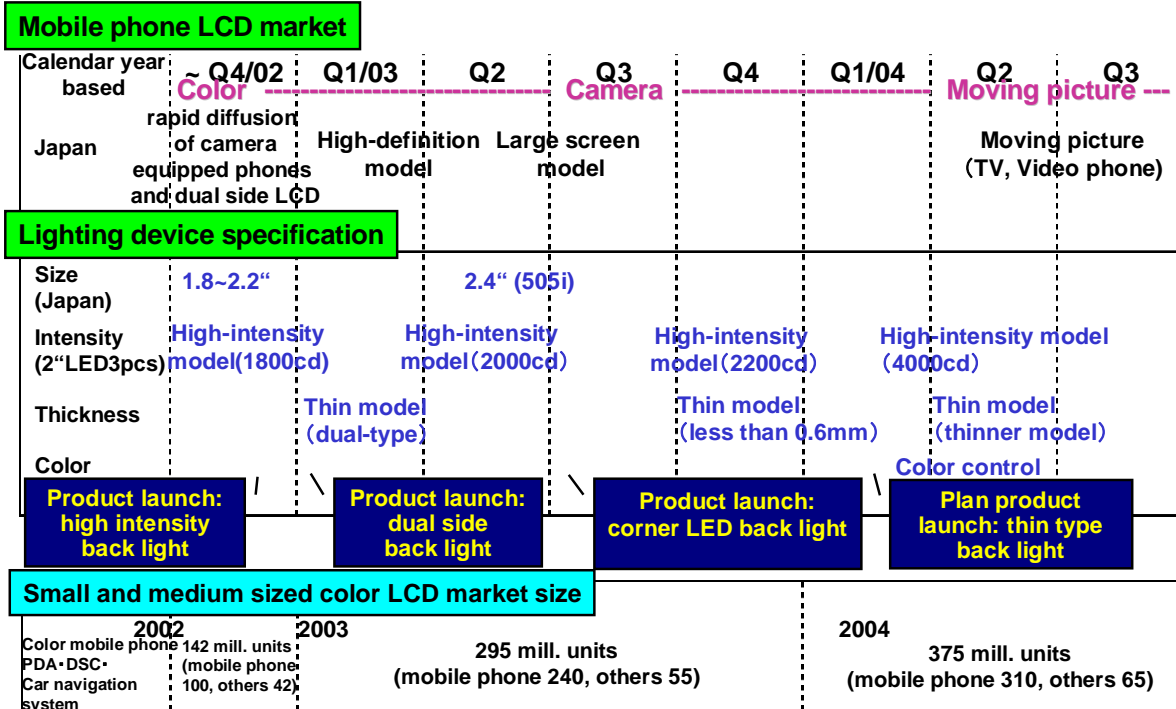 Mobile phone LCD market
Calendar year based
~ Q4/02 Q1/03 Q2 Q3 Q4 Q1/04 Q2 Q3
Color Camera Moving picture
Japan
rapid diffusion
of camera
equipped phones
and dual side LCD
High-definition
model
Large screen
model
Moving picture
（TV, Video phone)
Lighting device specification
Size
(Japan)
1.8~2.2“
2.4“ (505i)
Intensity
(2“LED3pcs)
High-intensity
model(1800cd)
High-intensity
model（2000cd）
High-intensity
model（2200cd）
High-intensity model
（4000cd）
Thickness
Thin model
（dual-type）
Thin model
（less than 0.6mm）
Thin model
（thinner model）
Color
Color control
Product launch:
high intensity
back light
Product launch:
dual side
back light
Product launch:
corner LED back light
Plan product
launch: thin type
back light
Small and medium sized color LCD market size
2002 2003 2004
Color mobile phone
PDA・DSC・
Car navigation
system
142 mill. units
(mobile phone
100, others 42)
295 mill. units
(mobile phone 240, others 55)
375 mill. units
(mobile phone 310, others 65)